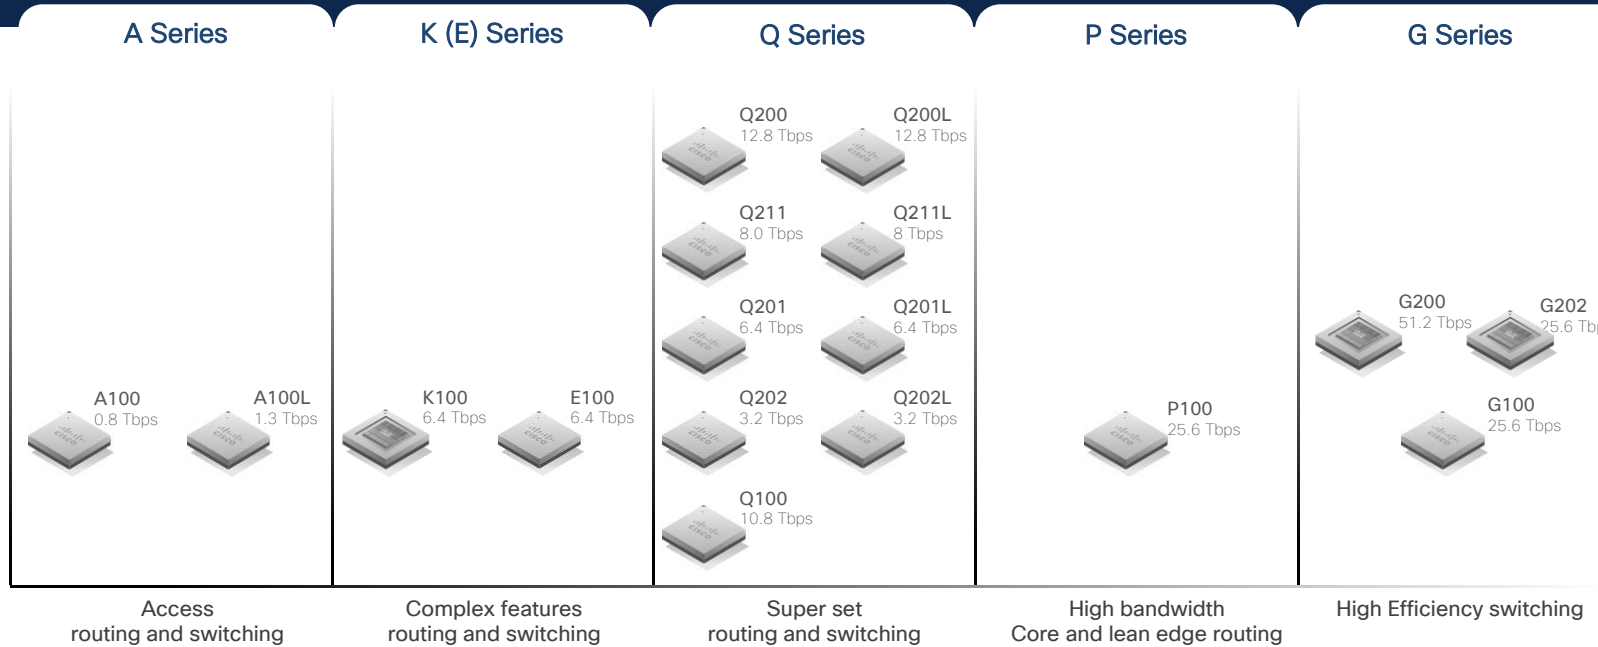 A Series
K (E) Series
Q Series
P Series
G Series
Q200
12.8 Tbps
Q200L
12.8 Tbps
Q211
8.0 Tbps
Q211L
8 Tbps
G200
51.2 Tbps
G202
25.6
Q201
6.4 Tbps
Q201L
6.4 Tbps
A100
0.8 Tbps
A100L
1.3 Tbps
K100
6.4 Tbps
E100
6.4 Tbps
Q202
3.2 Tbps
Q202L
3.2 Tbps
P100
25.6 Tbps
G100
25.6 Tbps
Q100
10.8 Tbps
Access
routing and switching
Complex features
routing and switching
Super set
routing and switching
High bandwidth
Core and lean edge routing
High Efficiency switching